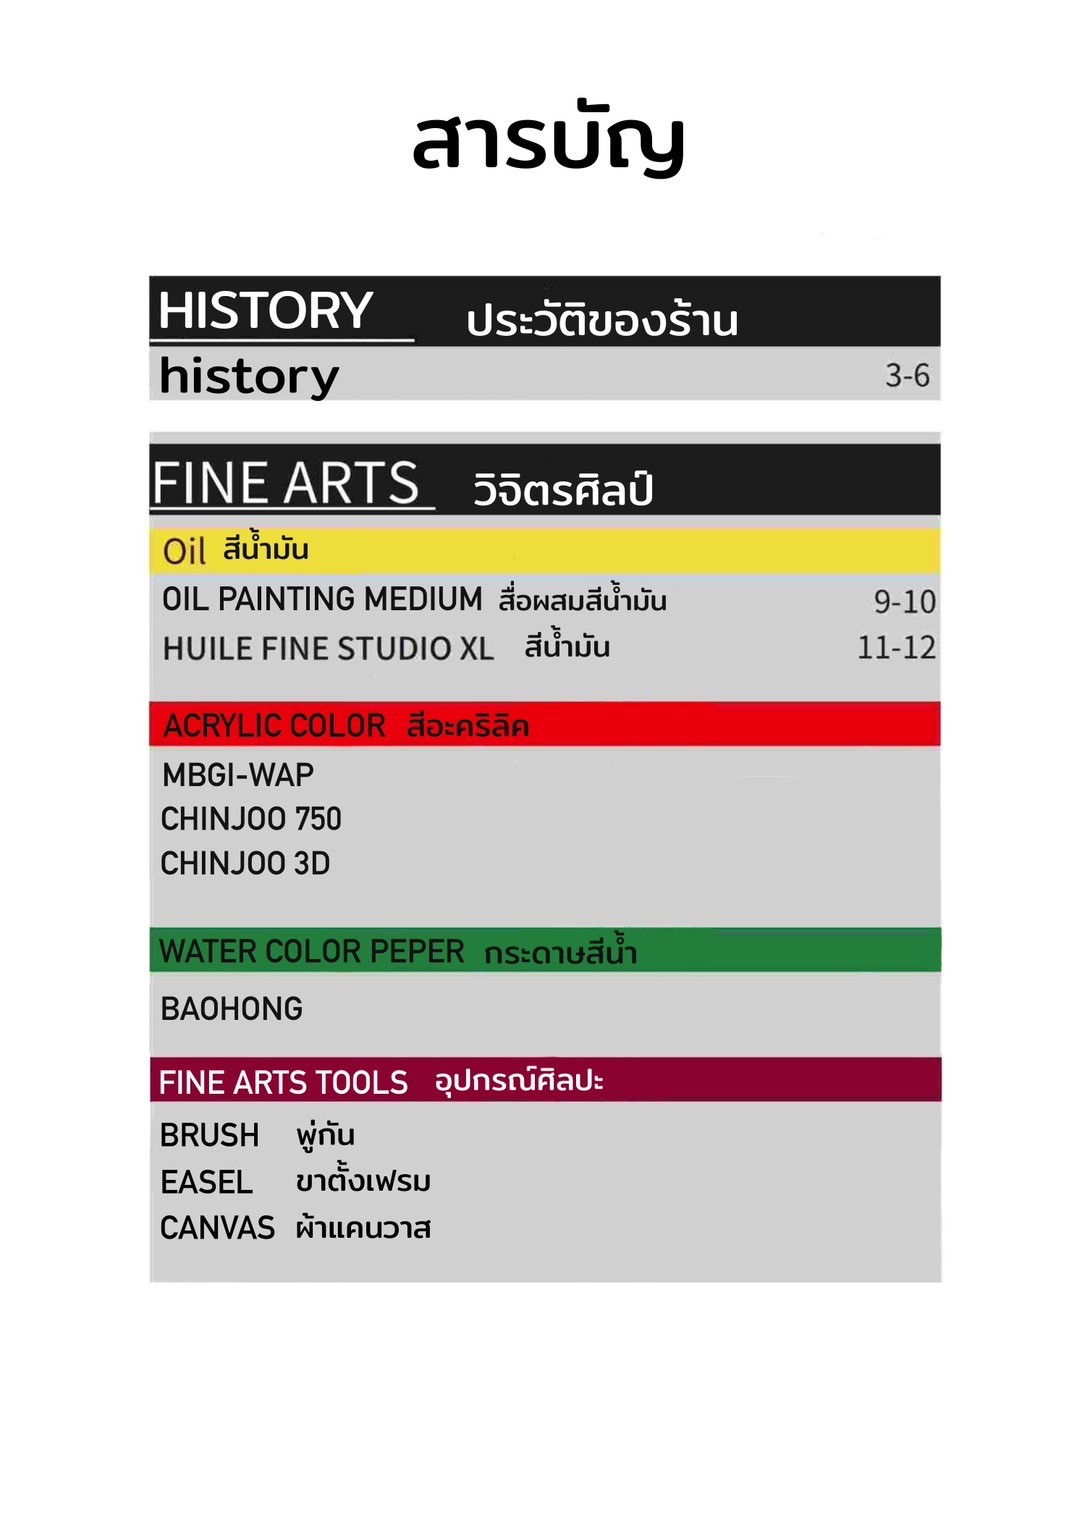 สารบัญ
HISTORY ประวัติของร้าน
history 3-6
FINE ARTS วิจิตรศิลป์
Oil สีน้ำมัน
OIL PAINTING MEDIUM สื่อผสมสีน้ำมัน 9-10
HUILE FINE STUDIO XL สีน้ำมัน 11-12
ACRYLIC COLOR สีอะคริลิค
MBGI-WAP
CHINJOO 750
CHINJOO 3D
WATER COLOR PEPER กระดาษสีน้ำ
BAOHONG
FINE ARTS TOOLS อุปกรณ์ศิลปะ
BRUSH พู่กัน
EASEL ขาตั้งเฟรม
CANVAS ผ้าแคนวาส